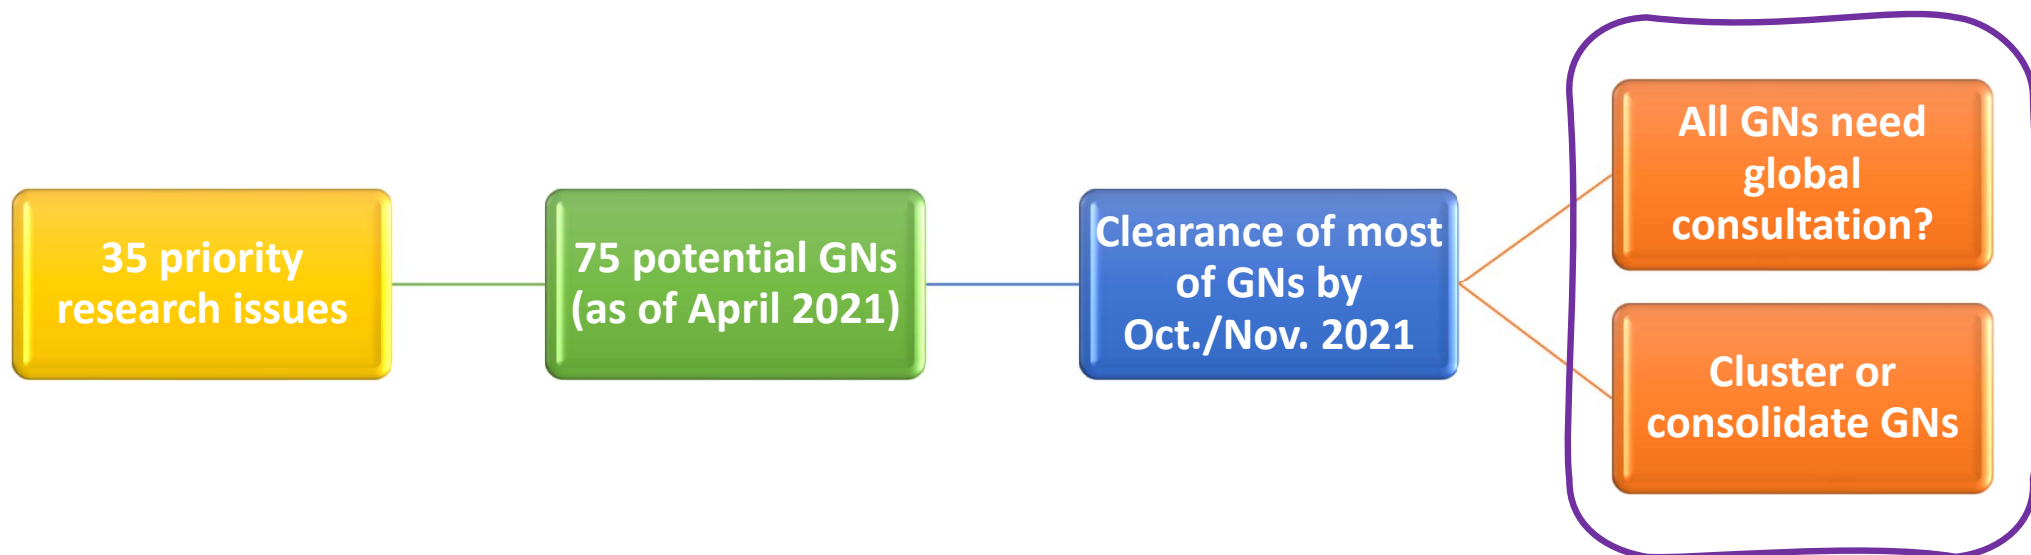 35 priority
research issues
75 potential GNs
(as of April 2021)
Clearance of most
of GNs by
Oct./Nov. 2021
All GNs need
global
consultation?
Cluster or
consolidate GNs